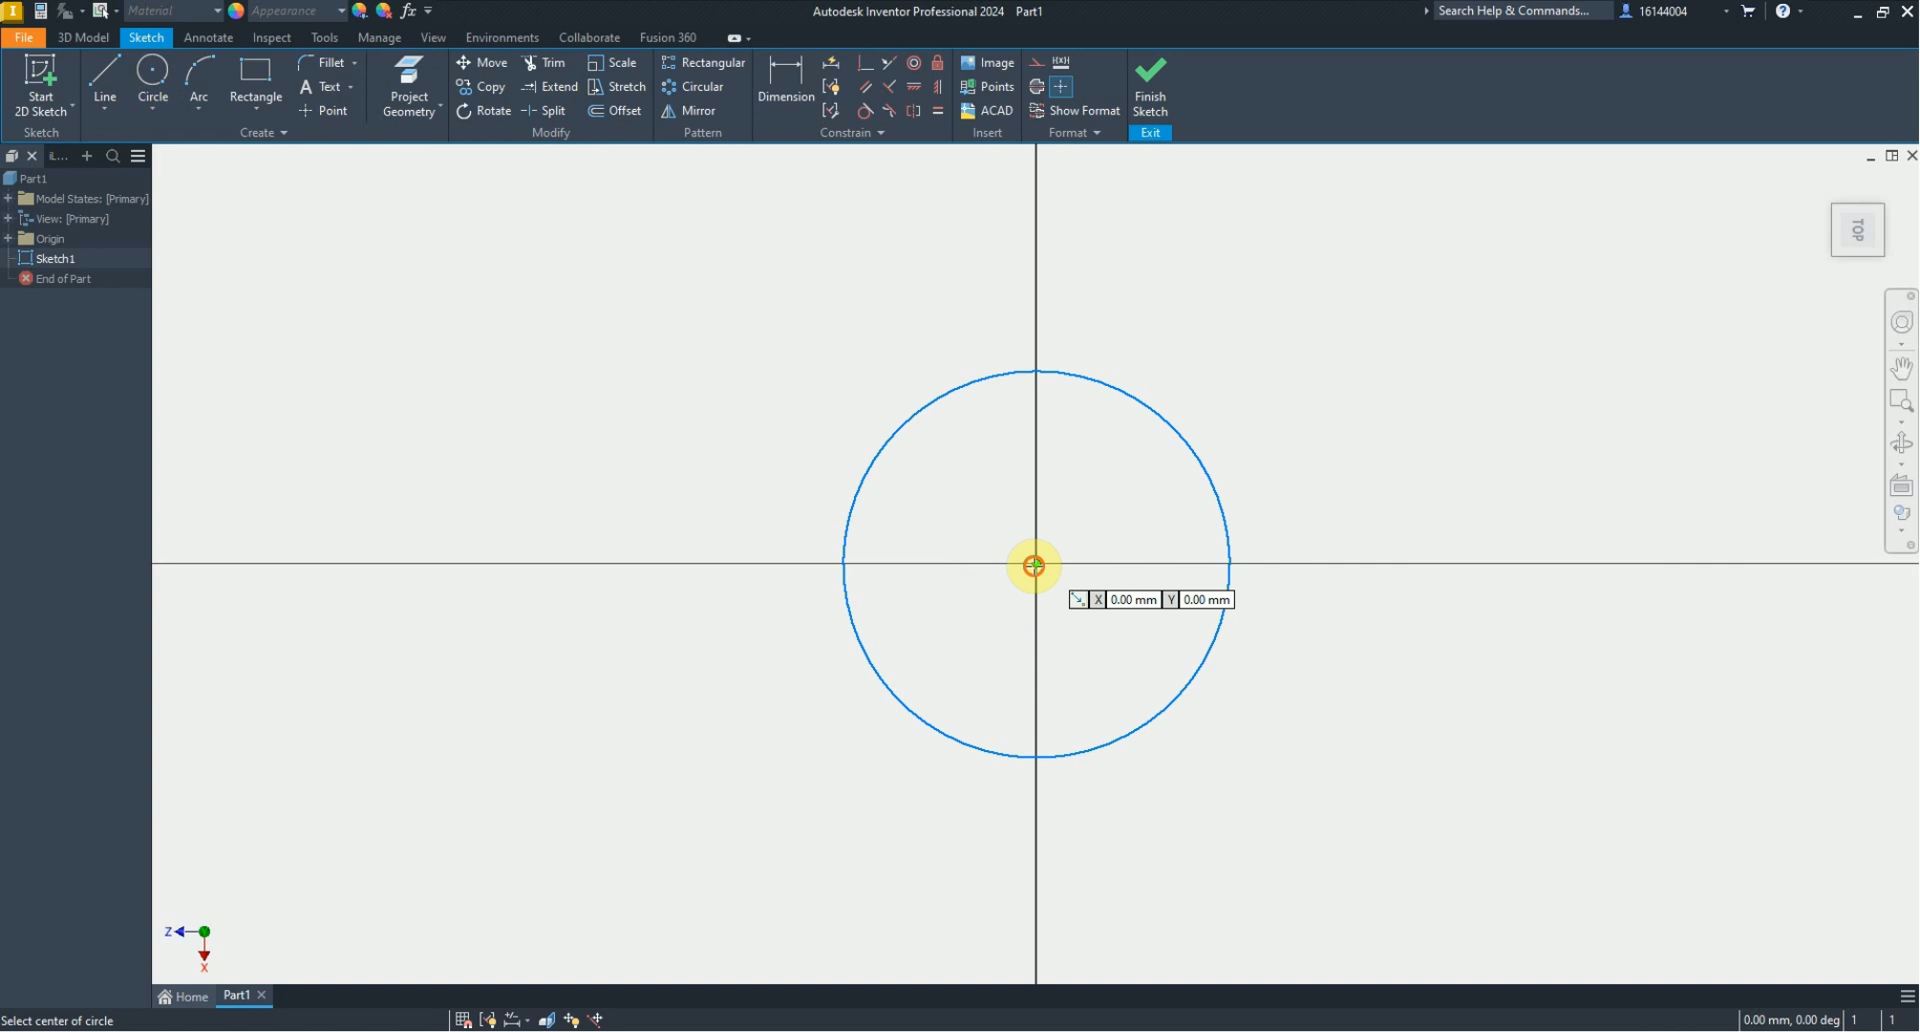 I Material Appearance fx Autodesk Inventor Professional 2024 Part1 Search Help & Commands... 16144004
File 3D Model Sketch Annotate Inspect Tools Manage View Environments Collaborate Fusion 360
Start 2D Sketch Line Circle Arc Rectangle Fillet Text Point Project Geometry
Move Trim Scale
Copy Extend Stretch
Rotate Split Offset
Rectangular
Circular
Mirror
Dimension
Image
Points
ACAD
Show Format
Finish Sketch
Sketch Create Modify Pattern Constrain Insert Format Exit
iL... +
Part1
Model States: [Primary]
View: [Primary]
Origin
Sketch1
End of Part
TOP
X 0.00 mm Y 0.00 mm
Z
X
Home Part1
Select center of circle 0.00 mm, 0.00 deg 1 1